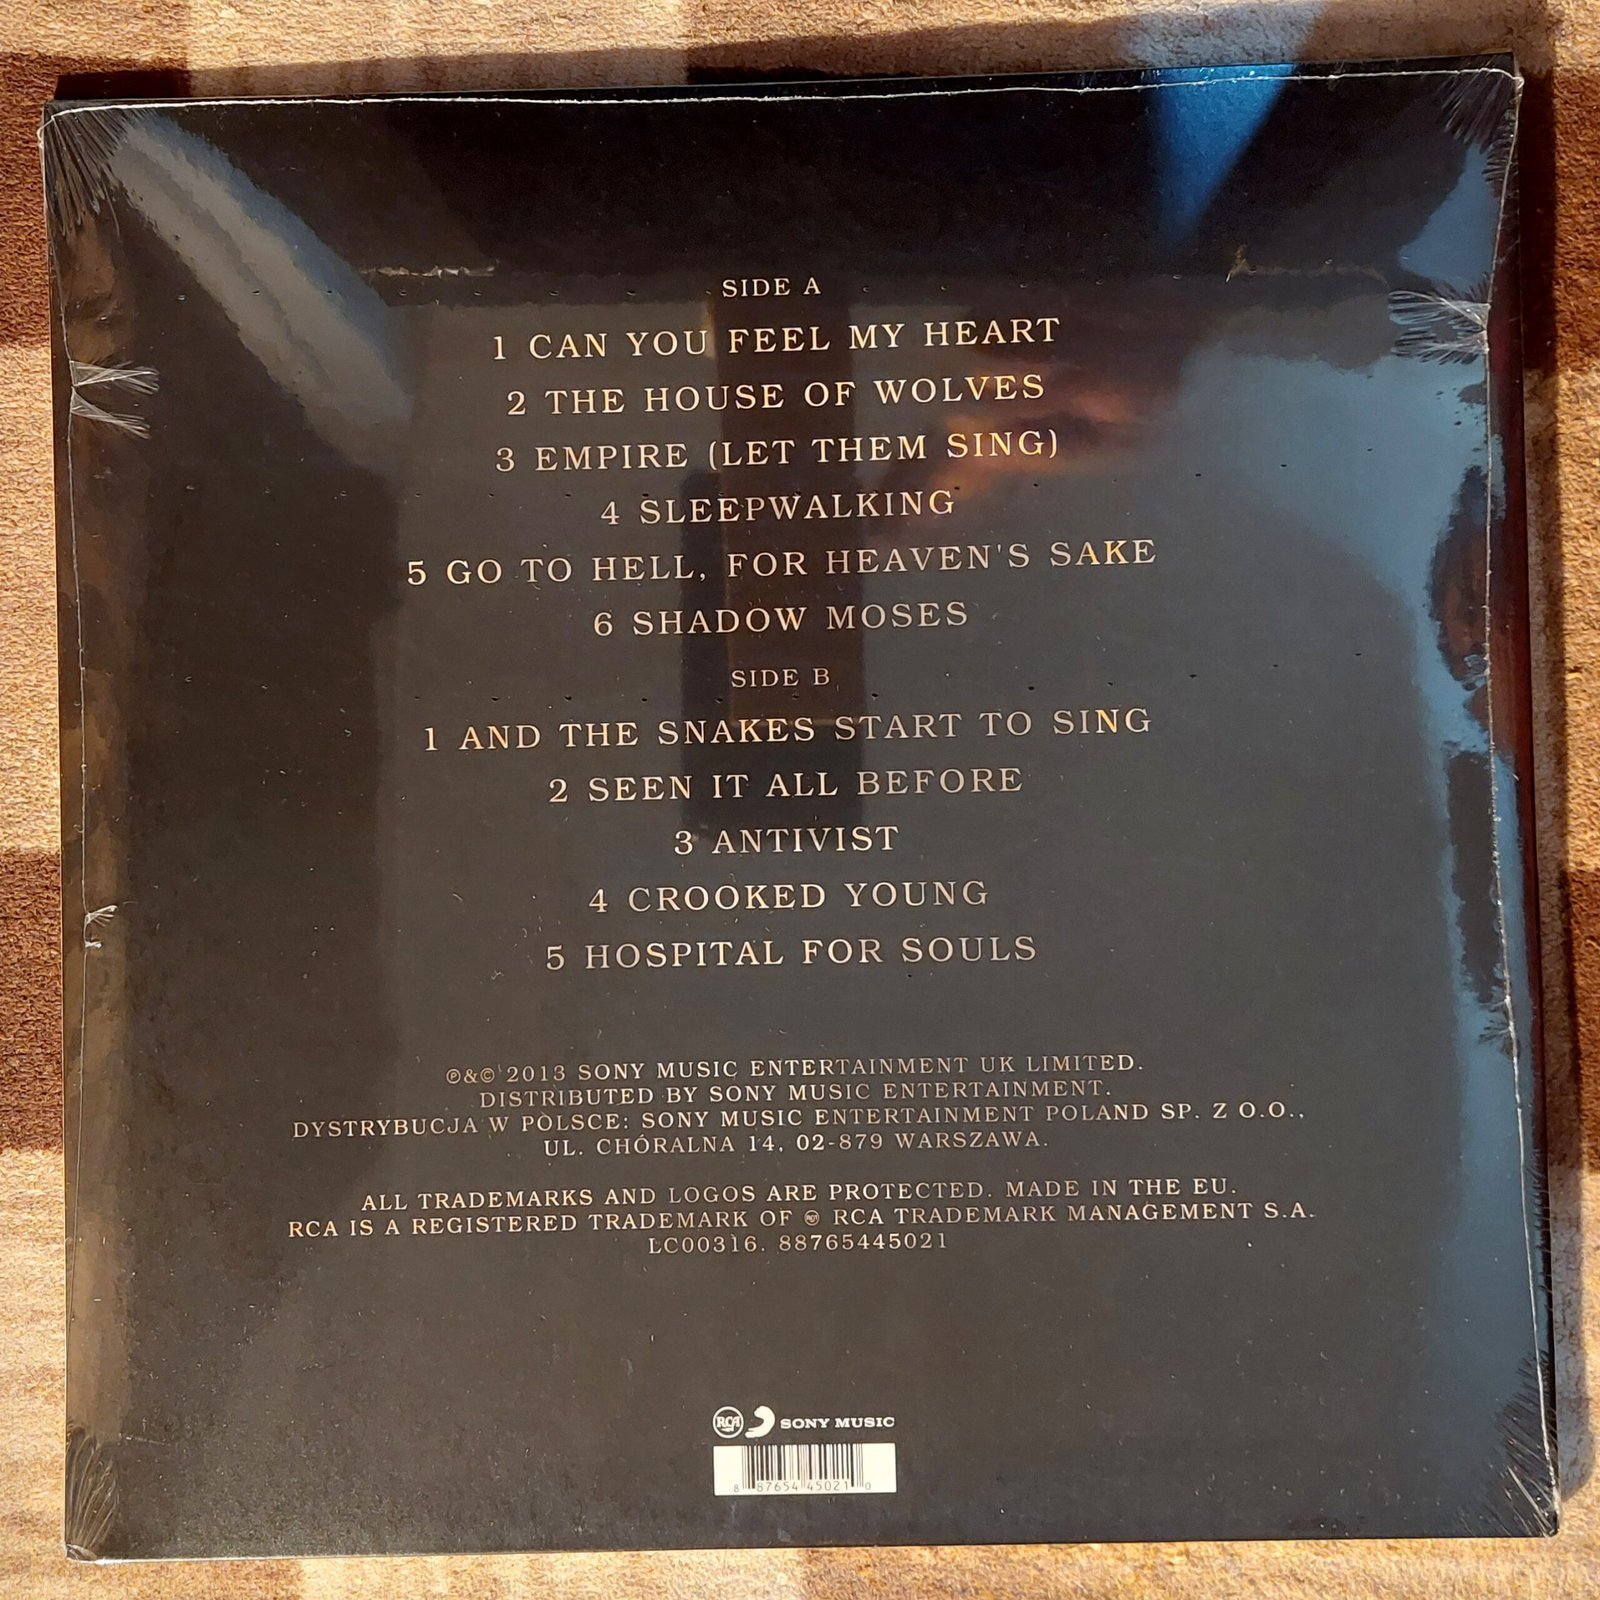 SIDE A
1 CAN YOU FEEL MY HEART
2 THE HOUSE OF WOLVES
3 EMPIRE (LET THEM SING)
4 SLEEPWALKING
5 GO TO HELL, FOR HEAVEN'S SAKE
6 SHADOW MOSES
SIDE B
1 AND THE SNAKES START TO SING
2 SEEN IT ALL BEFORE
3 ANTIVIST
4 CROOKED YOUNG
5 HOSPITAL FOR SOULS
℗&© 2013 SONY MUSIC ENTERTAINMENT UK LIMITED.
DISTRIBUTED BY SONY MUSIC ENTERTAINMENT.
DYSTRYBUCJA W POLSCE: SONY MUSIC ENTERTAINMENT POLAND SP. Z O.O.,
UL. CHÓRALNA 14, 02-879 WARSZAWA.
ALL TRADEMARKS AND LOGOS ARE PROTECTED. MADE IN THE EU.
RCA IS A REGISTERED TRADEMARK OF RCA TRADEMARK MANAGEMENT S.A.
LC00316. 88765445021
RCA SONY MUSIC
8 87654 45021 0